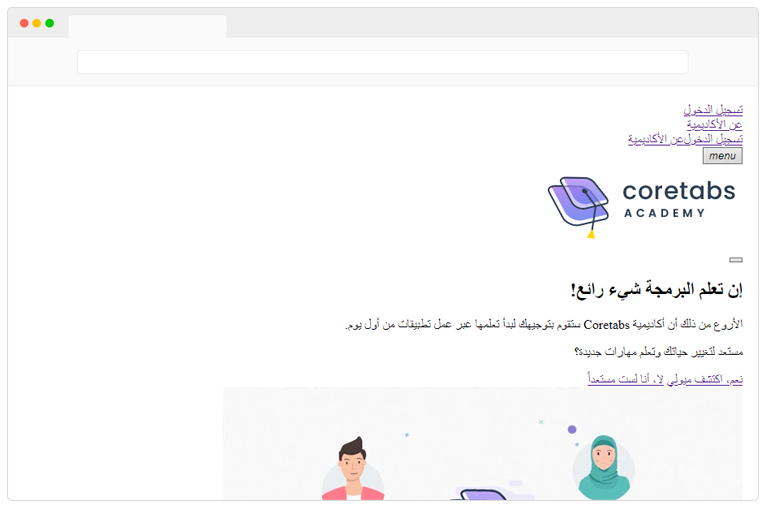 تسجيل الدخول
عن الأكاديمية
تسجيل الدخولعن الأكاديمية
menu
coretabs
ACADEMY
إن تعلم البرمجة شيء رائع!
الأروع من ذلك أن أكاديمية Coretabs ستقوم بتوجيهك لبدأ تعلمها عبر عمل تطبيقات من أول يوم.
مستعد لتغيير حياتك وتعلم مهارات جديدة؟
نعم، اكتشف ميولي لا، أنا لست مستعداً